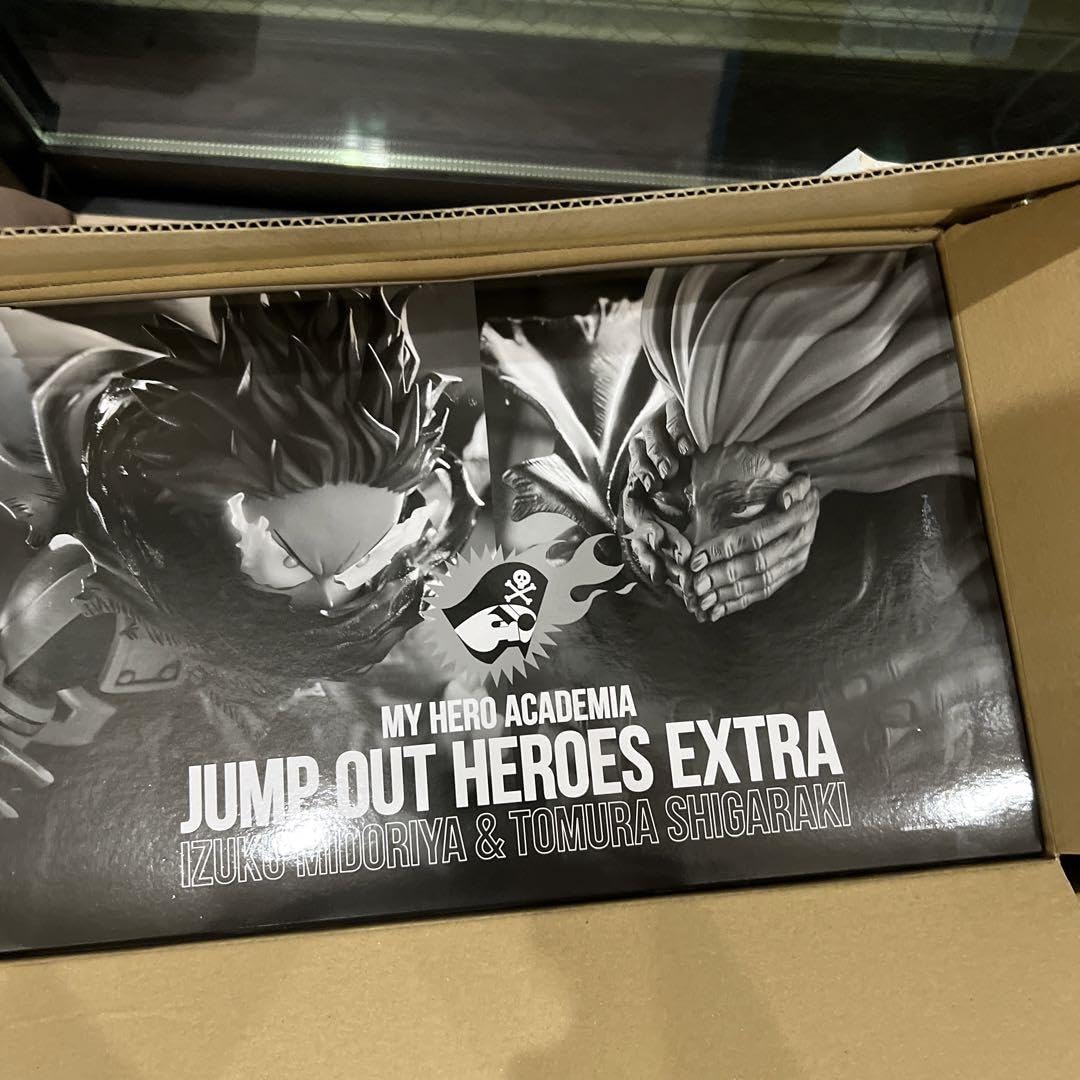 MY HERO ACADEMIA
JUMP OUT HEROES EXTRA
IZUKU MIDORIYA & TOMURA SHIGARAKI